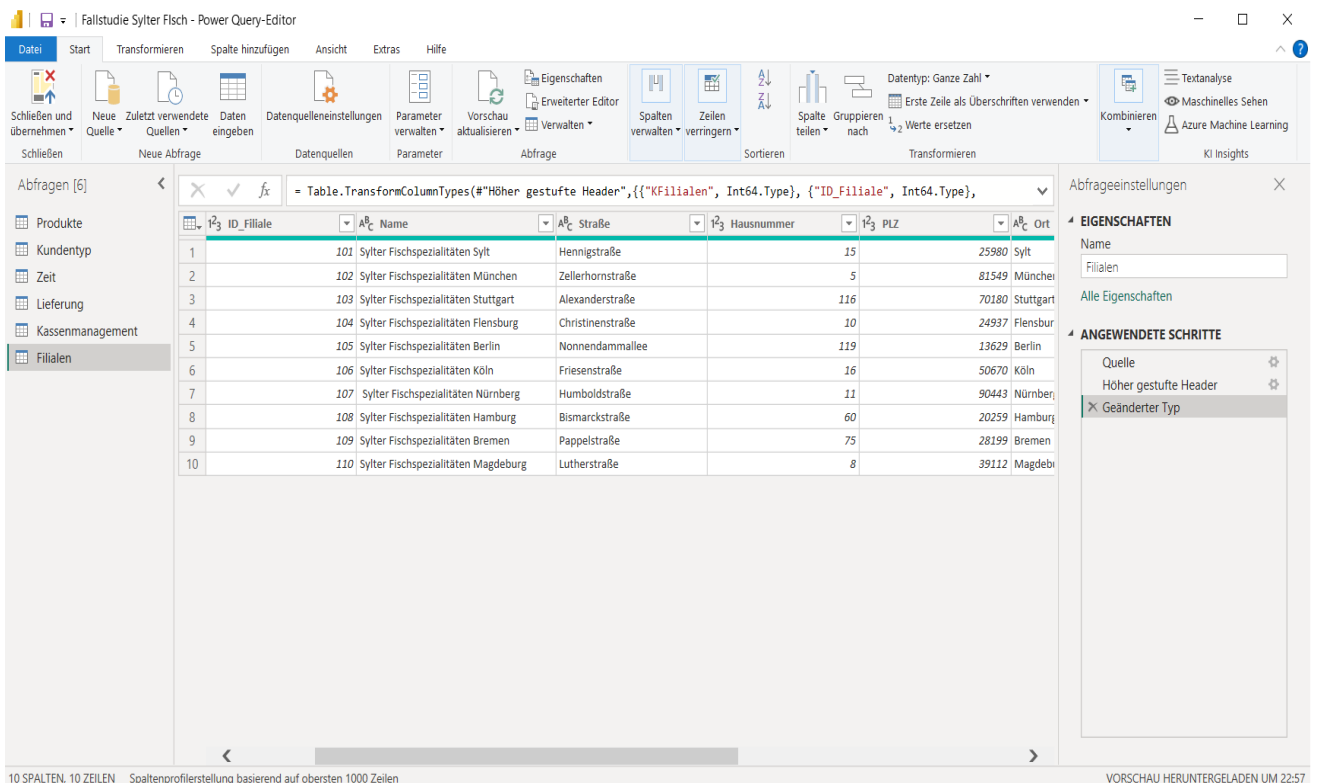 Fallstudie Sylter FIsch - Power Query-Editor
Datei Start Transformieren Spalte hinzufügen Ansicht Extras Hilfe
Schließen und übernehmen
Neue Quelle
Zuletzt verwendete Quellen
Daten eingeben
Datenquelleneinstellungen
Parameter verwalten
Vorschau aktualisieren
Eigenschaften
Erweiterter Editor
Verwalten
Spalten verwalten
Zeilen verringern
Spalte teilen
Gruppieren nach
Datentyp: Ganze Zahl
Erste Zeile als Überschriften verwenden
Werte ersetzen
Kombinieren
Textanalyse
Maschinelles Sehen
Azure Machine Learning
Schließen Neue Abfrage Datenquellen Parameter Abfrage Sortieren Transformieren KI Insights
Abfragen [6]
Produkte
Kundentyp
Zeit
Lieferung
Kassenmanagement
Filialen
fx = Table.TransformColumnTypes(#"Höher gestufte Header",{{"KFilialen", Int64.Type}, {"ID_Filiale", Int64.Type},
ID_Filiale Name Straße Hausnummer PLZ Ort
1 101 Sylter Fischspezialitäten Sylt Hennigstraße 15 25980 Sylt
2 102 Sylter Fischspezialitäten München Zellerhornstraße 5 81549 München
3 103 Sylter Fischspezialitäten Stuttgart Alexanderstraße 116 70180 Stuttgart
4 104 Sylter Fischspezialitäten Flensburg Christinenstraße 10 24937 Flensbur
5 105 Sylter Fischspezialitäten Berlin Nonnendammallee 119 13629 Berlin
6 106 Sylter Fischspezialitäten Köln Friesenstraße 16 50670 Köln
7 107 Sylter Fischspezialitäten Nürnberg Humboldstraße 11 90443 Nürnber
8 108 Sylter Fischspezialitäten Hamburg Bismarckstraße 60 20259 Hamburg
9 109 Sylter Fischspezialitäten Bremen Pappelstraße 75 28199 Bremen
10 110 Sylter Fischspezialitäten Magdeburg Lutherstraße 8 39112 Magdebu
Abfrageeinstellungen
EIGENSCHAFTEN
Name
Filialen
Alle Eigenschaften
ANGEWENDETE SCHRITTE
Quelle
Höher gestufte Header
Geänderter Typ
10 SPALTEN, 10 ZEILEN Spaltenprofilerstellung basierend auf obersten 1000 Zeilen
VORSCHAU HERUNTERGELADEN UM 22:57